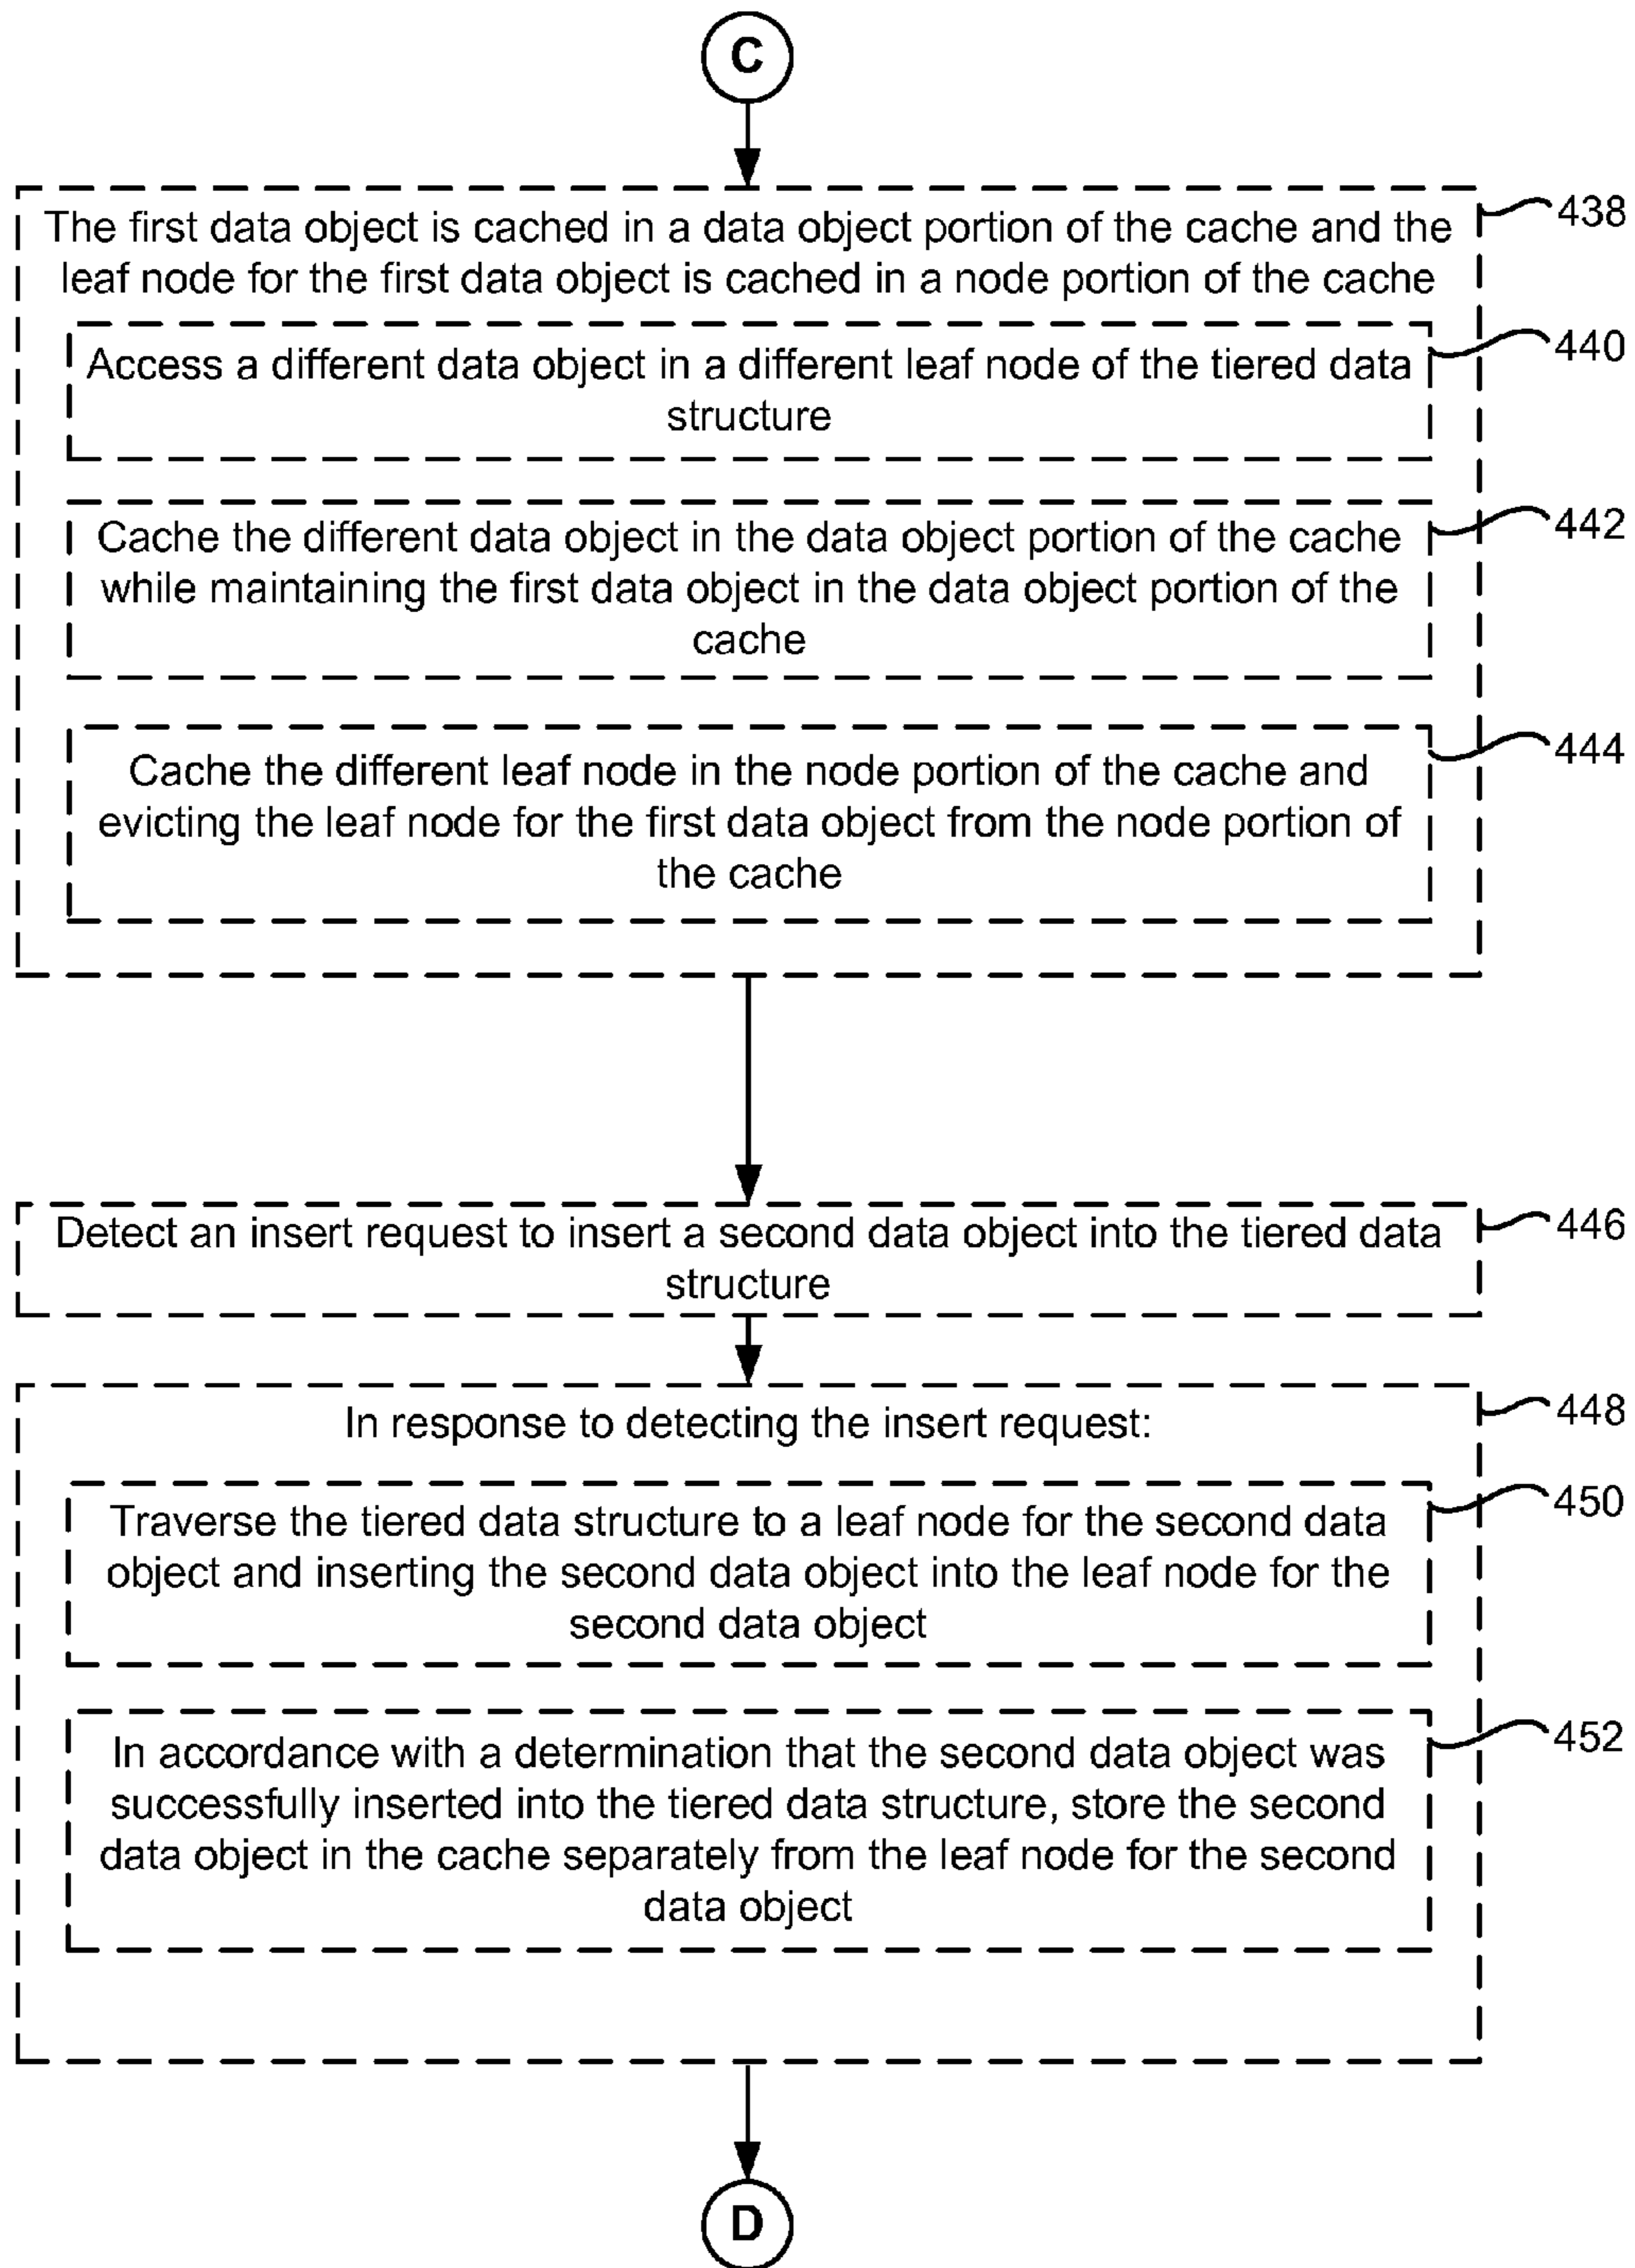 C
The first data object is cached in a data object portion of the cache and the
leaf node for the first data object is cached in a node portion of the cache
438
Access a different data object in a different leaf node of the tiered data
structure
440
Cache the different data object in the data object portion of the cache
while maintaining the first data object in the data object portion of the
cache
442
Cache the different leaf node in the node portion of the cache and
evicting the leaf node for the first data object from the node portion of
the cache
444
Detect an insert request to insert a second data object into the tiered data
structure
446
In response to detecting the insert request:
448
Traverse the tiered data structure to a leaf node for the second data
object and inserting the second data object into the leaf node for the
second data object
450
In accordance with a determination that the second data object was
successfully inserted into the tiered data structure, store the second
data object in the cache separately from the leaf node for the second
data object
452
D